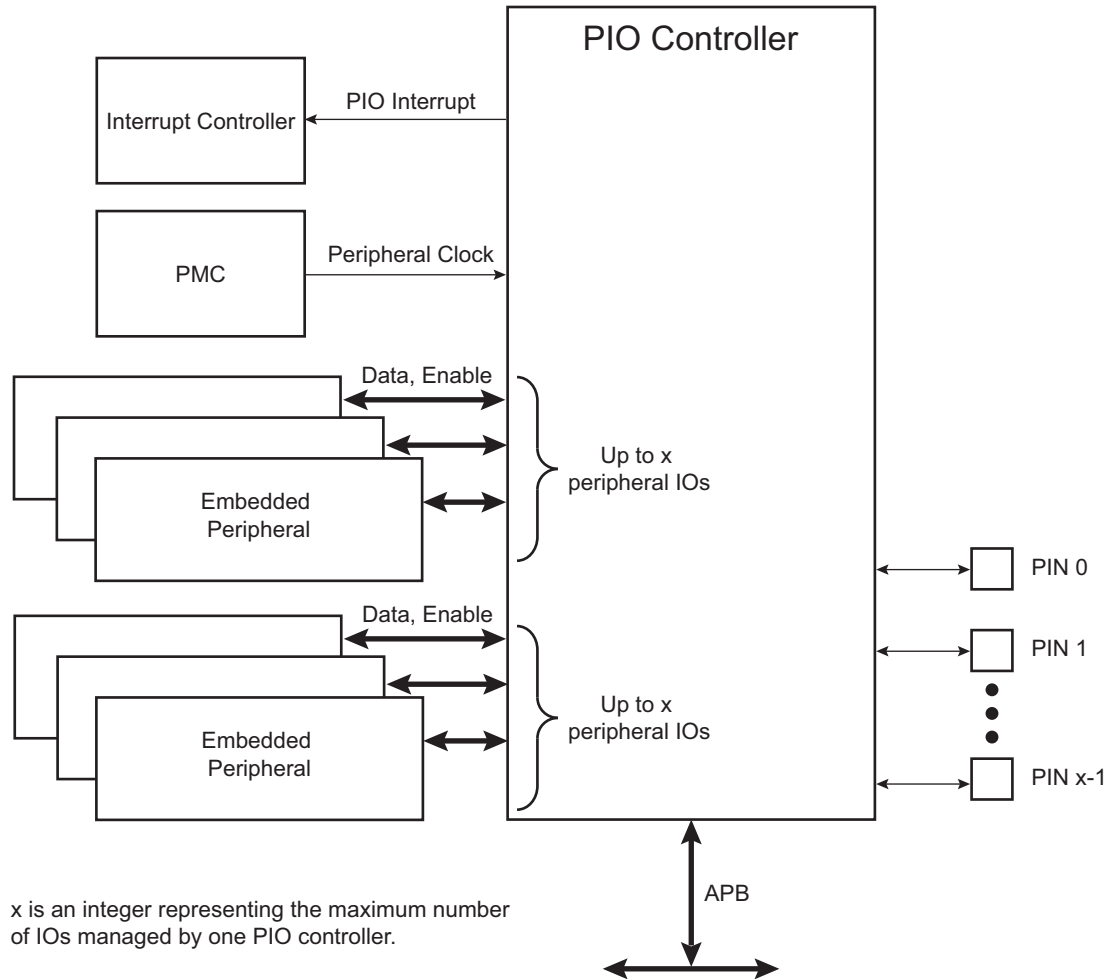 PIO Controller
Interrupt Controller
PIO Interrupt
PMC
Peripheral Clock
Data, Enable
Embedded
Peripheral
Up to x
peripheral IOs
Data, Enable
Embedded
Peripheral
Up to x
peripheral IOs
PIN 0
PIN 1
PIN x-1
APB
x is an integer representing the maximum number
of IOs managed by one PIO controller.